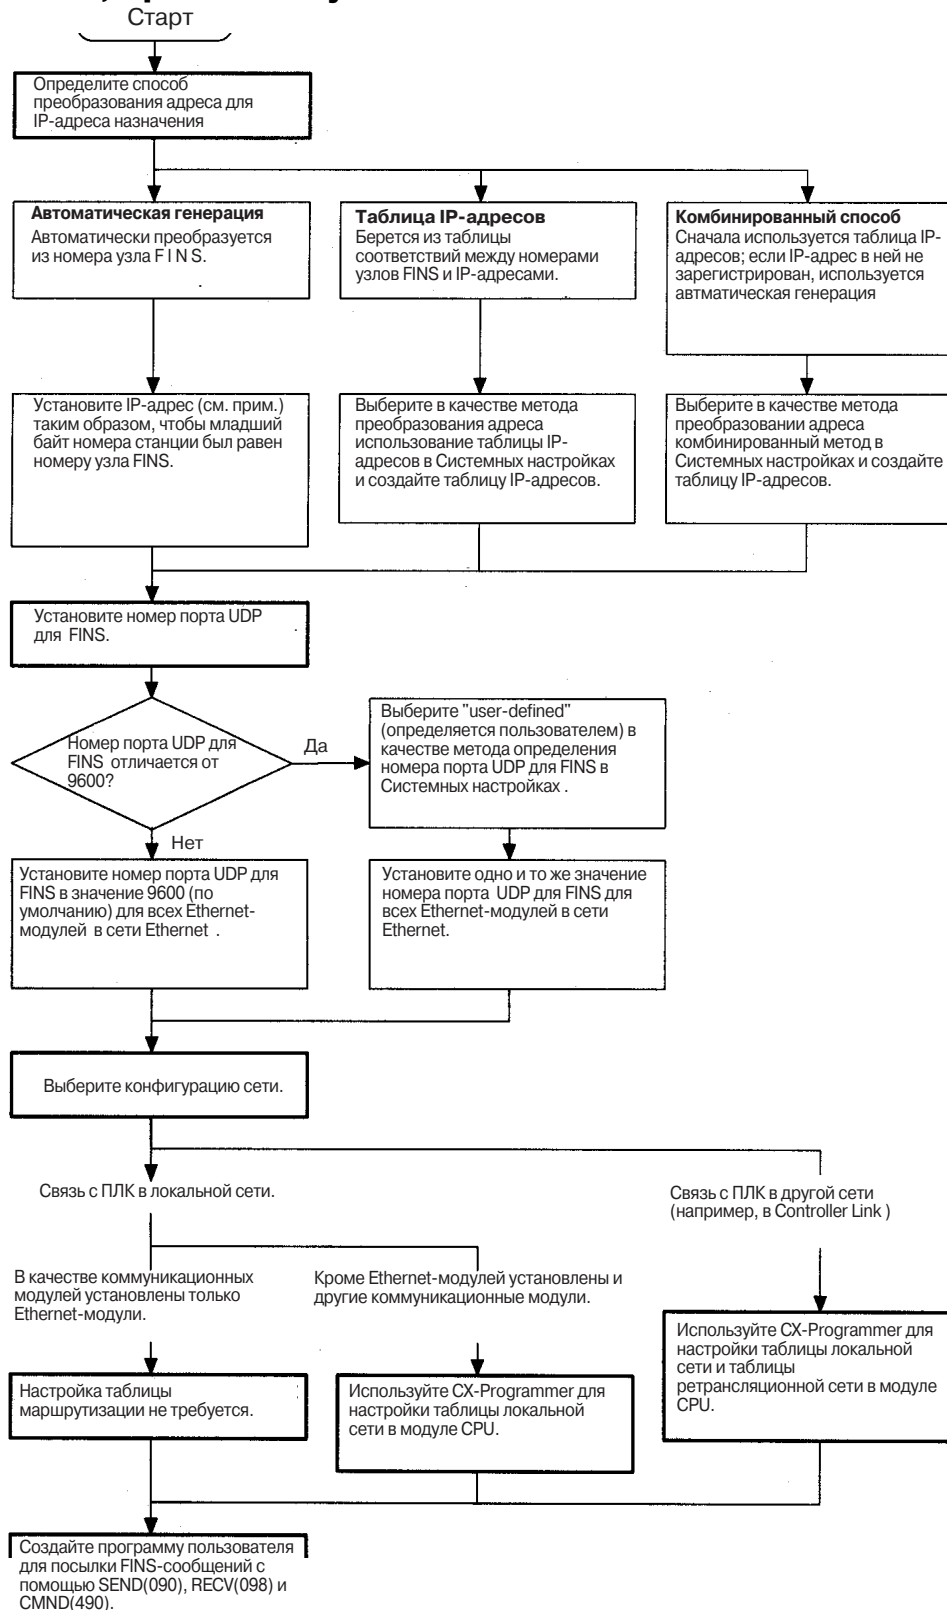 Старт
Определите способ
преобразования адреса для
IP-адреса назначения
Автоматическая генерация
Автоматически преобразуется
из номера узла F I N S.
Таблица IP-адресов
Берется из таблицы
соответствий между номерами
узлов FINS и IP-адресами.
Комбинированный способ
Сначала используется таблица IP-
адресов; если IP-адрес в ней не
зарегистрирован, используется
автматическая генерация
Установите IP-адрес (см. прим.)
таким образом, чтобы младший
байт номера станции был равен
номеру узла FINS.
Выберите в качестве метода
преобразования адреса
использование таблицы IP-
адресов в Системных настройках
и создайте таблицу IP-адресов.
Выберите в качестве метода
преобразовании адреса
комбинированный метод в
Системных настройках и создайте
таблицу IP-адресов.
Установите номер порта UDP
для FINS.
Номер порта UDP для
FINS отличается от
9600?
Да
Выберите "user-defined"
(определяется пользователем) в
качестве метода определения
номера порта UDP для FINS в
Системных настройках .
Нет
Установите номер порта UDP для
FINS в значение 9600 (по
умолчанию) для всех Ethernet-
модулей в сети Ethernet .
Установите одно и то же значение
номера порта UDP для FINS для
всех Ethernet-модулей в сети
Ethernet.
Выберите конфигурацию сети.
Связь с ПЛК в локальной сети.
Связь с ПЛК в другой сети
(например, в Controller Link )
В качестве коммуникационных
модулей установлены только
Ethernet-модули.
Кроме Ethernet-модулей установлены и
другие коммуникационные модули.
Настройка таблицы
маршрутизации не требуется.
Используйте CX-Programmer для
настройки таблицы локальной
сети в модуле CPU.
Используйте CX-Programmer для
настройки таблицы локальной
сети и таблицы
ретрансляционной сети в модуле
CPU.
Создайте программу пользователя
для посылки FINS-сообщений с
помощью SEND(090), RECV(098) и
CMND(490).